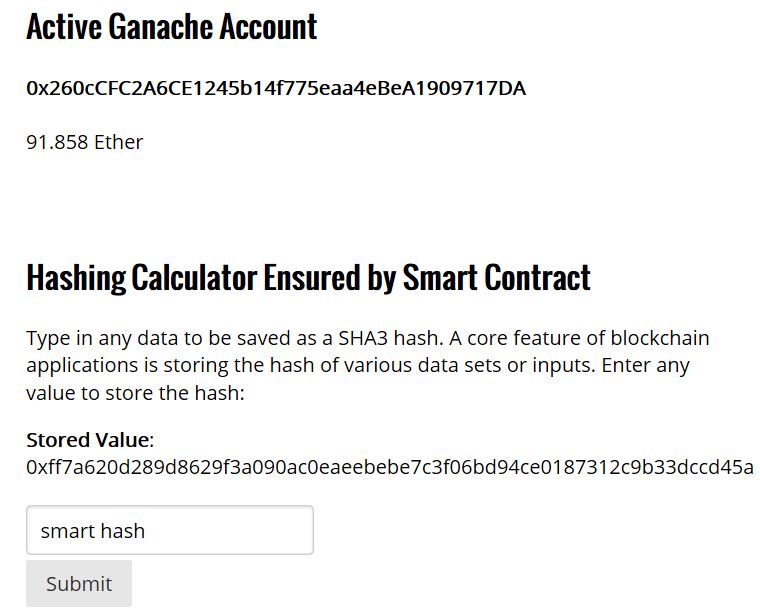 Active Ganache Account
0x260cCFC2A6CE1245b14f775eaa4eBeA1909717DA
91.858 Ether
Hashing Calculator Ensured by Smart Contract
Type in any data to be saved as a SHA3 hash. A core feature of blockchain
applications is storing the hash of various data sets or inputs. Enter any
value to store the hash:
Stored Value:
0xff7a620d289d8629f3a090ac0eaeebebe7c3f06bd94ce0187312c9b33dccd45a
smart hash
Submit